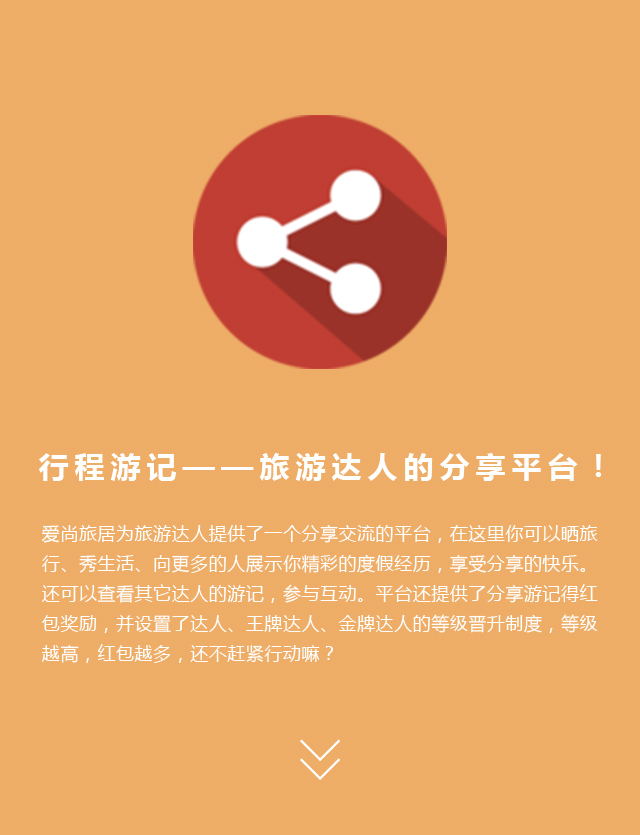 行程游记——旅游达人的分享平台！
爱尚旅居为旅游达人提供了一个分享交流的平台，在这里你可以晒旅
行、秀生活、向更多的人展示你精彩的度假经历，享受分享的快乐。
还可以查看其它达人的游记，参与互动。平台还提供了分享游记得红
包奖励，并设置了达人、王牌达人、金牌达人的等级晋升制度，等级
越高，红包越多，还不赶紧行动嘛？